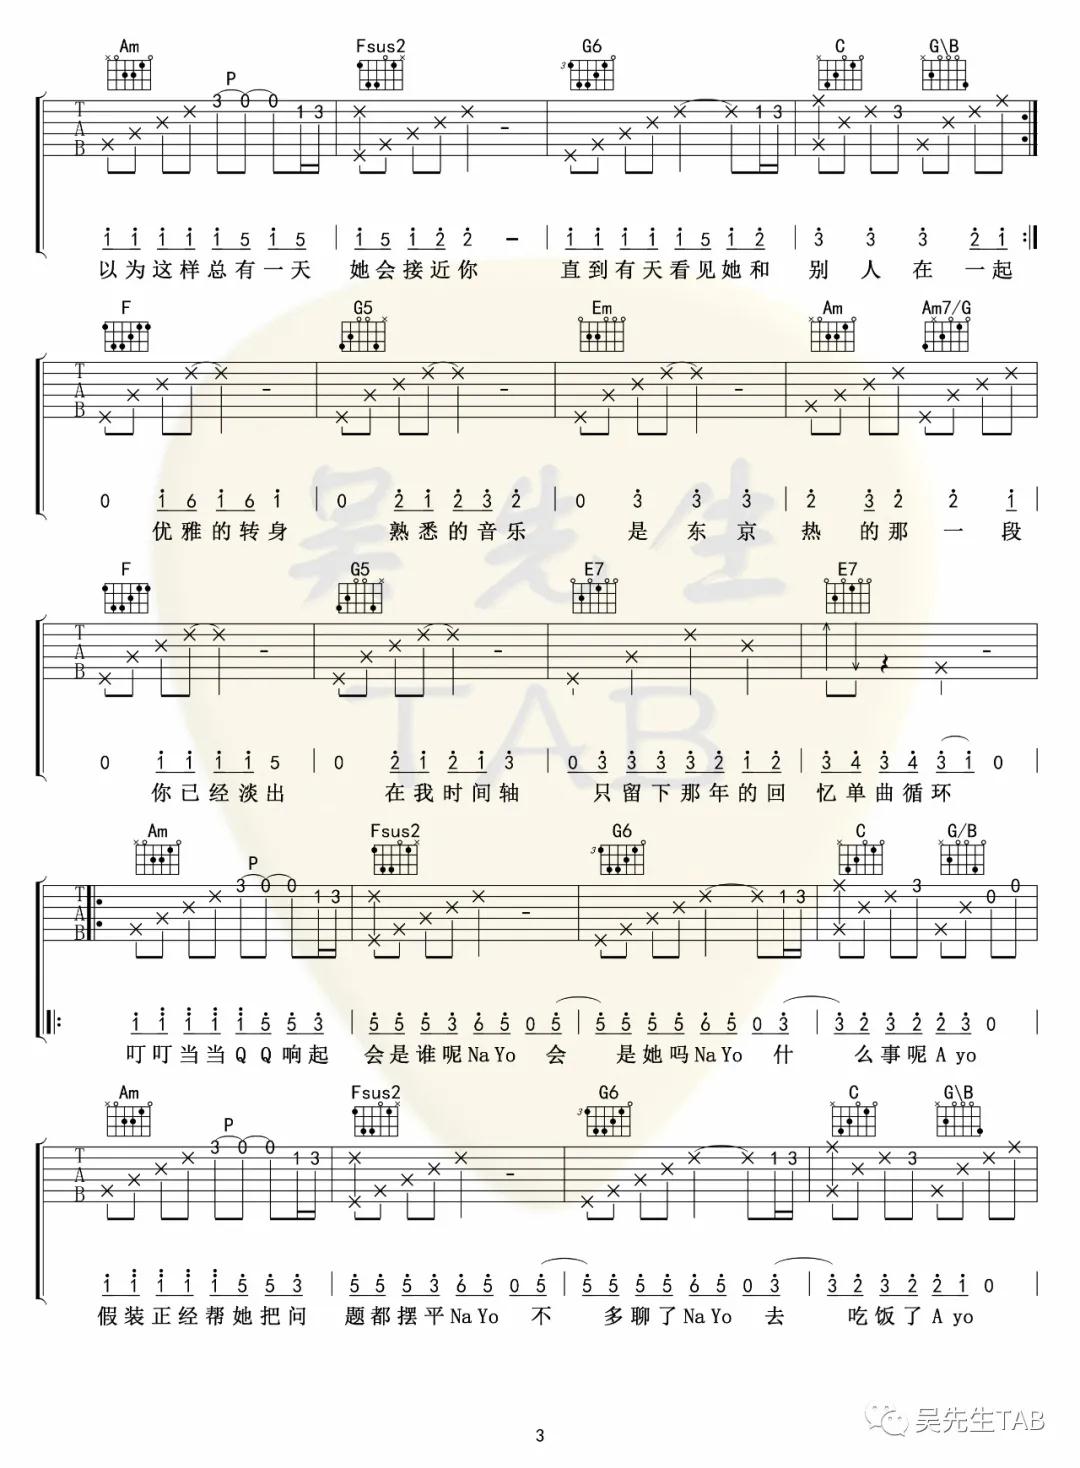 Am Fsus2 G6 C G\B
P
3 0 0 1 3 3 1 3 3
T A B
1 1 1 1 1 5 1 5 | 1 5 1 2 2 – | 1 1 1 1 1 5 1 2 | 3 3 3 2 1 :|
以为这样总有一天 她会接近你 直到有天看见她和 别人在一起
F G5 Em Am Am7/G
T A B
0 1 6 1 6 1 | 0 2 1 2 3 2 | 0 3 3 3 | 2 3 2 2 1 |
优雅的转身 熟悉的音乐 是东京 热的那一段
F G5 E7 E7
T A B
0 1 1 1 1 5 | 0 2 1 2 1 3 | 0 3 3 3 3 2 1 2 | 3 4 3 4 3 1 0 |
你已经淡出 在我时间轴 只留下那年的回 忆单曲循环
Am Fsus2 G6 C G/B
P
3 0 0 1 3 3 1 3 3 0 0
T A B
|: 1 1 1 1 1 5 5 3 | 5 5 5 3 6 5 0 5 | 5 5 5 5 6 5 0 3 | 3 2 3 2 2 3 0 |
叮叮当当QQ响起 会是谁呢NaYo 会 是她吗NaYo 什 么事呢Ayo
Am Fsus2 G6 C G\B
P
3 0 0 1 3 3 1 3 3
T A B
1 1 1 1 1 5 5 3 | 5 5 5 3 6 5 0 5 | 5 5 5 5 6 5 0 3 | 3 2 3 2 2 1 0 |
假装正经帮她把问 题都摆平NaYo 不 多聊了NaYo 去 吃饭了Ayo
吴先生
TAB
吴先生TAB
3